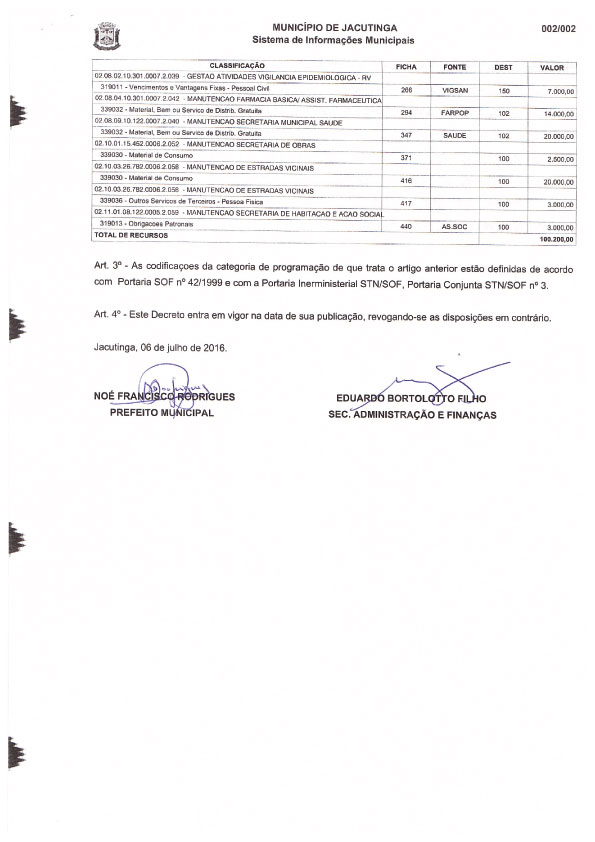 MUNICÍPIO DE JACUTINGA 002/002
Sistema de Informações Municipais
CLASSIFICAÇÃO FICHA FONTE DEST VALOR
02.08.02.10.301.0007.2.039 - GESTAO ATIVIDADES VIGILANCIA EPIDEMIOLOGICA - RV
319011 - Vencimentos e Vantagens Fixas - Pessoal Civil 266 VIGSAN 150 7.000,00
02.08.04.10.301.0007.2.042 - MANUTENCAO FARMACIA BASICA/ ASSIST. FARMACEUTICA
339032 - Material, Bem ou Servico de Distrib. Gratuita 294 FARPOP 102 14.000,00
02.08.09.10.122.0007.2.040 - MANUTENCAO SECRETARIA MUNICIPAL SAUDE
339032 - Material, Bem ou Servico de Distrib. Gratuita 347 SAUDE 102 20.000,00
02.10.01.15.452.0006.2.052 - MANUTENCAO SECRETARIA DE OBRAS
339030 - Material de Consumo 371 100 2.500,00
02.10.03.26.782.0006.2.058 - MANUTENCAO DE ESTRADAS VICINAIS
339030 - Material de Consumo 416 100 20.000,00
02.10.03.26.782.0006.2.058 - MANUTENCAO DE ESTRADAS VICINAIS
339036 - Outros Servicos de Terceiros - Pessoa Fisica 417 100 3.000,00
02.11.01.08.122.0005.2.059 - MANUTENCAO SECRETARIA DE HABITACAO E ACAO SOCIAL
319013 - Obrigacoes Patronais 440 AS.SOC 100 3.000,00
TOTAL DE RECURSOS 100.200,00
Art. 3º - As codificaçoes da categoria de programação de que trata o artigo anterior estão definidas de acordo
com Portaria SOF nº 42/1999 e com a Portaria Inerministerial STN/SOF, Portaria Conjunta STN/SOF nº 3.
Art. 4º - Este Decreto entra em vigor na data de sua publicação, revogando-se as disposições em contrário.
Jacutinga, 06 de julho de 2016.
NOÉ FRANCISCO RODRIGUES EDUARDO BORTOLOTTO FILHO
PREFEITO MUNICIPAL SEC. ADMINISTRAÇÃO E FINANÇAS